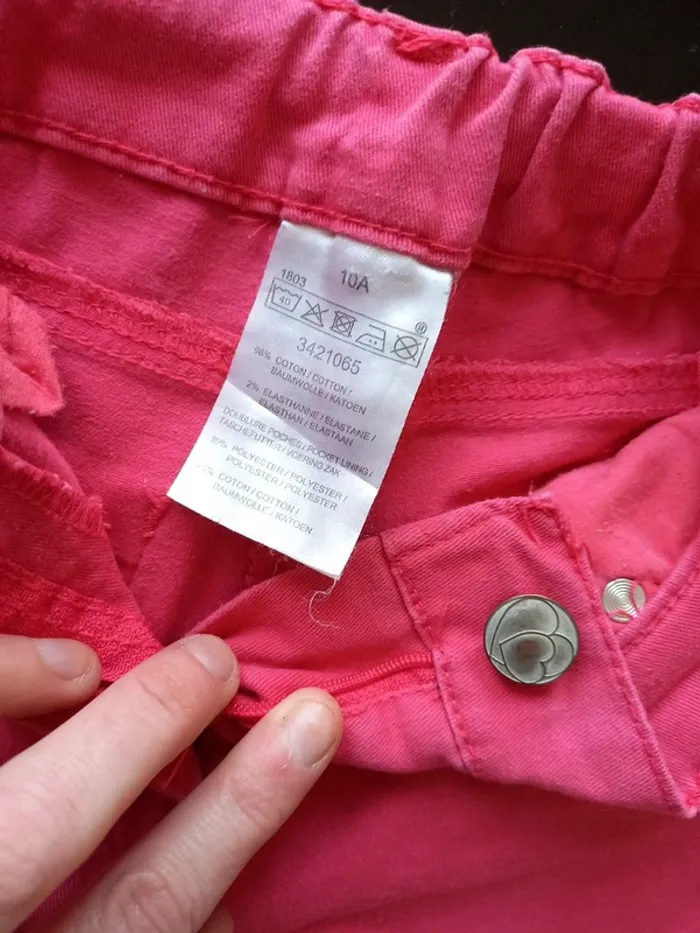 1803 10A
40
®
3421065
98% COTON / COTTON /
BAUMWOLLE / KATOEN
2% ELASTHANNE / ELASTANE /
ELASTHAN / ELASTAAN
DOUBLURE POCHES / POCKET LINING /
TASCHEFUTTER / VOERING ZAK
80% POLYESTER / POLYESTER /
POLYESTER / POLYESTER
COTON / COTTON /
BAUMWOLLE / KATOEN